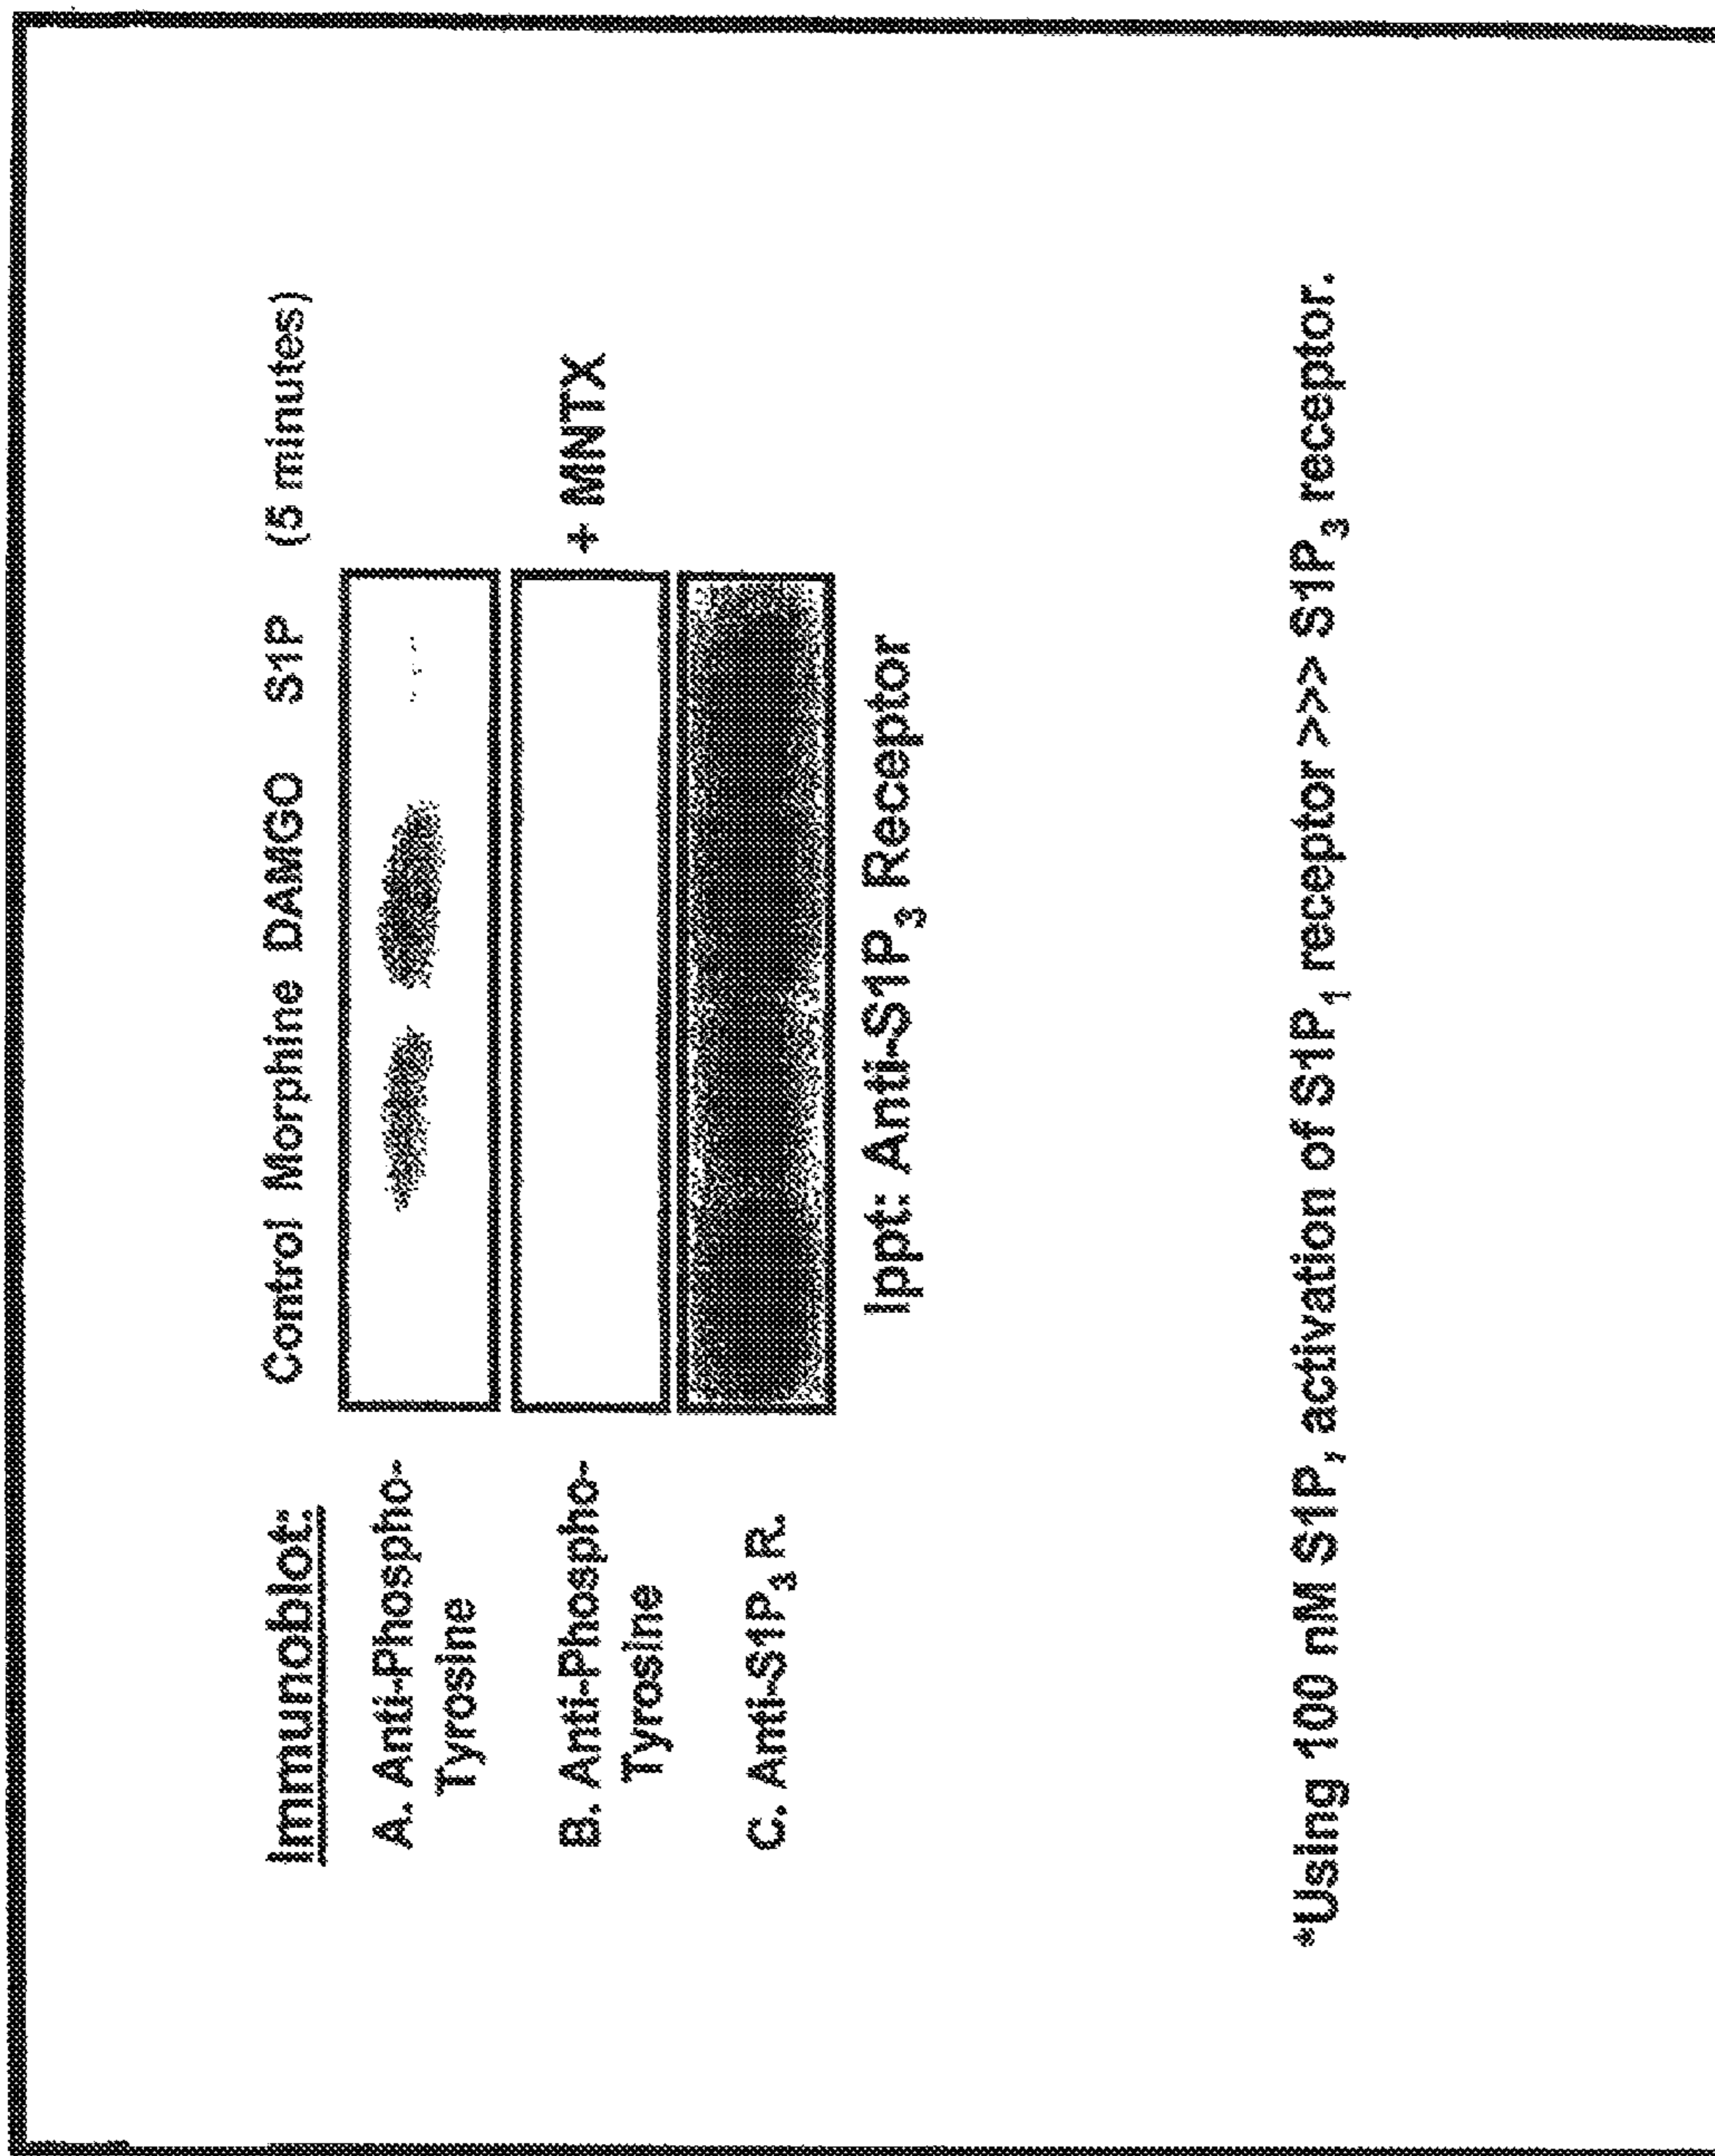 Immunoblot: Control Morphine DAMGO S1P (5 minutes)
A. Anti-Phospho-
Tyrosine
B. Anti-Phospho-
Tyrosine
+ MNTX
C. Anti-S1P₃ R.
Ippt: Anti-S1P₃ Receptor
*Using 100 nM S1P, activation of S1P₁ receptor >>> S1P₃ receptor.